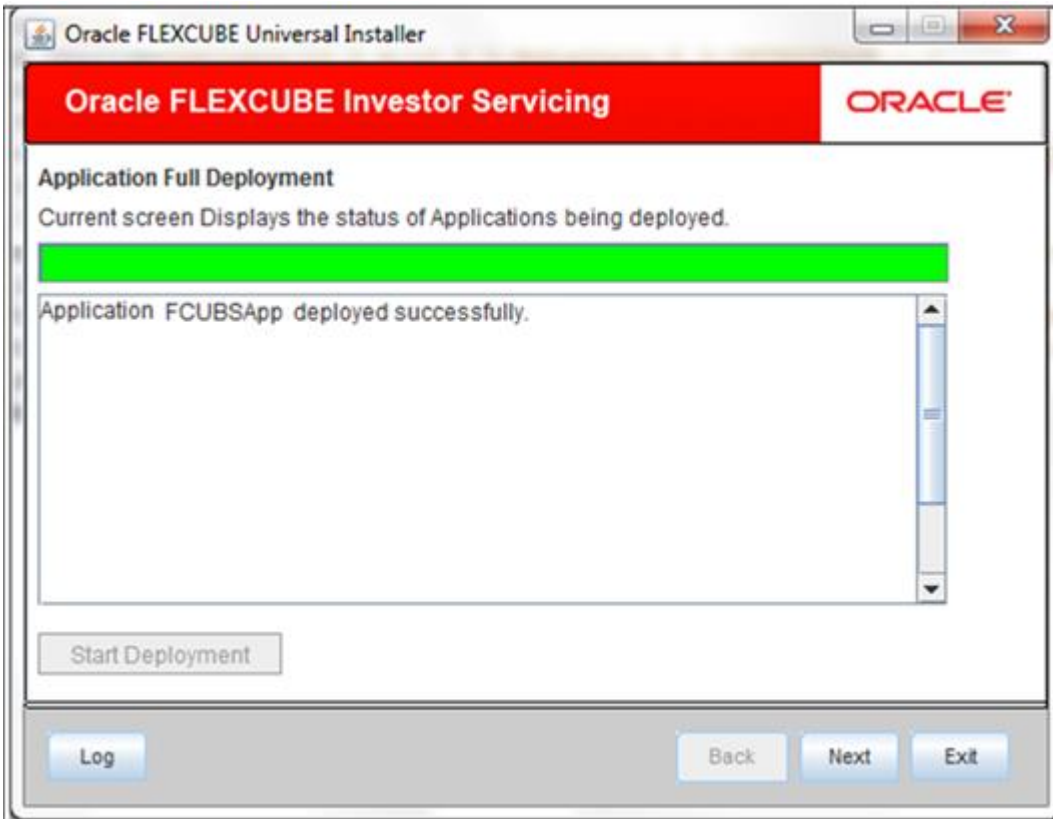 Oracle FLEXCUBE Universal Installer
Oracle FLEXCUBE Investor Servicing
ORACLE
Application Full Deployment
Current screen Displays the status of Applications being deployed.
Application FCUBSApp deployed successfully.
Start Deployment
Log
Back
Next
Exit